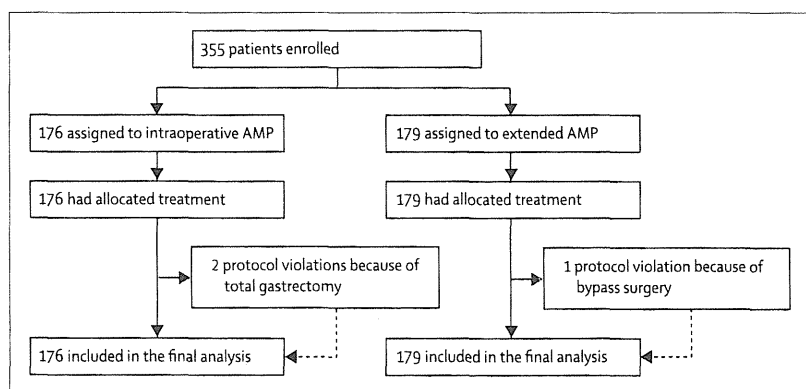 355 patients enrolled
176 assigned to intraoperative AMP
179 assigned to extended AMP
176 had allocated treatment
179 had allocated treatment
2 protocol violations because of
total gastrectomy
1 protocol violation because of
bypass surgery
176 included in the final analysis
179 included in the final analysis